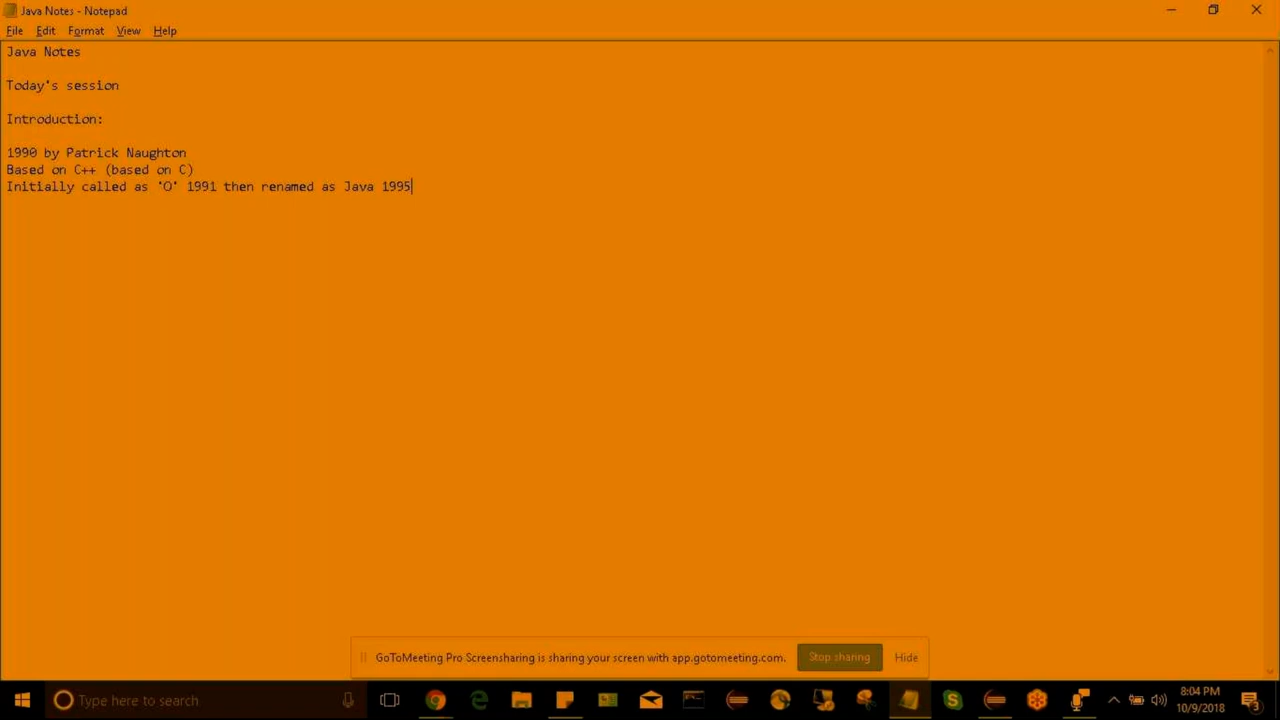 Java Notes - Notepad
File Edit Format View Help
Java Notes
Today's session
Introduction:
1990 by Patrick Naughton
Based on C++ (based on C)
Initially called as 'O' 1991 then renamed as Java 1995
GoToMeeting Pro Screensharing is sharing your screen with app.gotomeeting.com. Stop sharing Hide
Type here to search
8:04 PM
10/9/2018
3